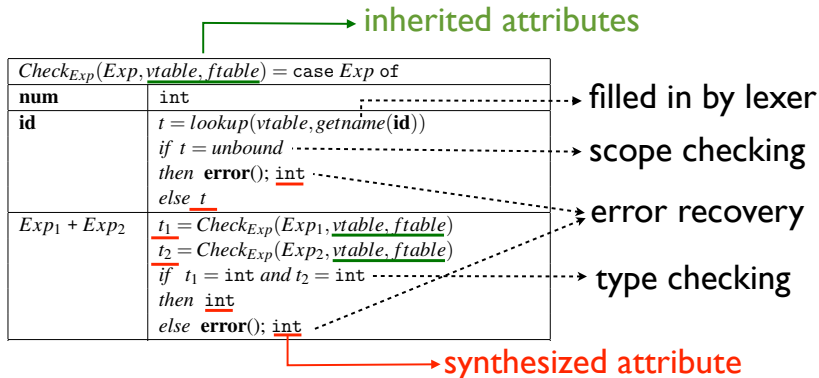 inherited attributes
Check_Exp(Exp, vtable, ftable) = case Exp of
num int
id t = lookup(vtable, getname(id))
filled in by lexer
if t = unbound
scope checking
then error(); int
else t
error recovery
Exp₁ + Exp₂ t₁ = Check_Exp(Exp₁, vtable, ftable)
t₂ = Check_Exp(Exp₂, vtable, ftable)
if t₁ = int and t₂ = int
type checking
then int
else error(); int
synthesized attribute